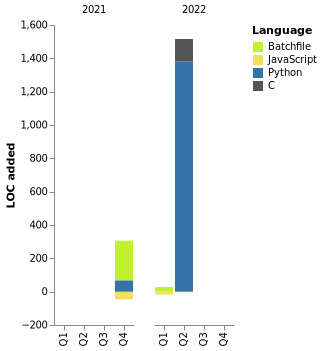 2021 2022
Language
Batchfile
JavaScript
Python
C
LOC added
1,600
1,400
1,200
1,000
800
600
400
200
0
−200
Q1 Q2 Q3 Q4 Q1 Q2 Q3 Q4